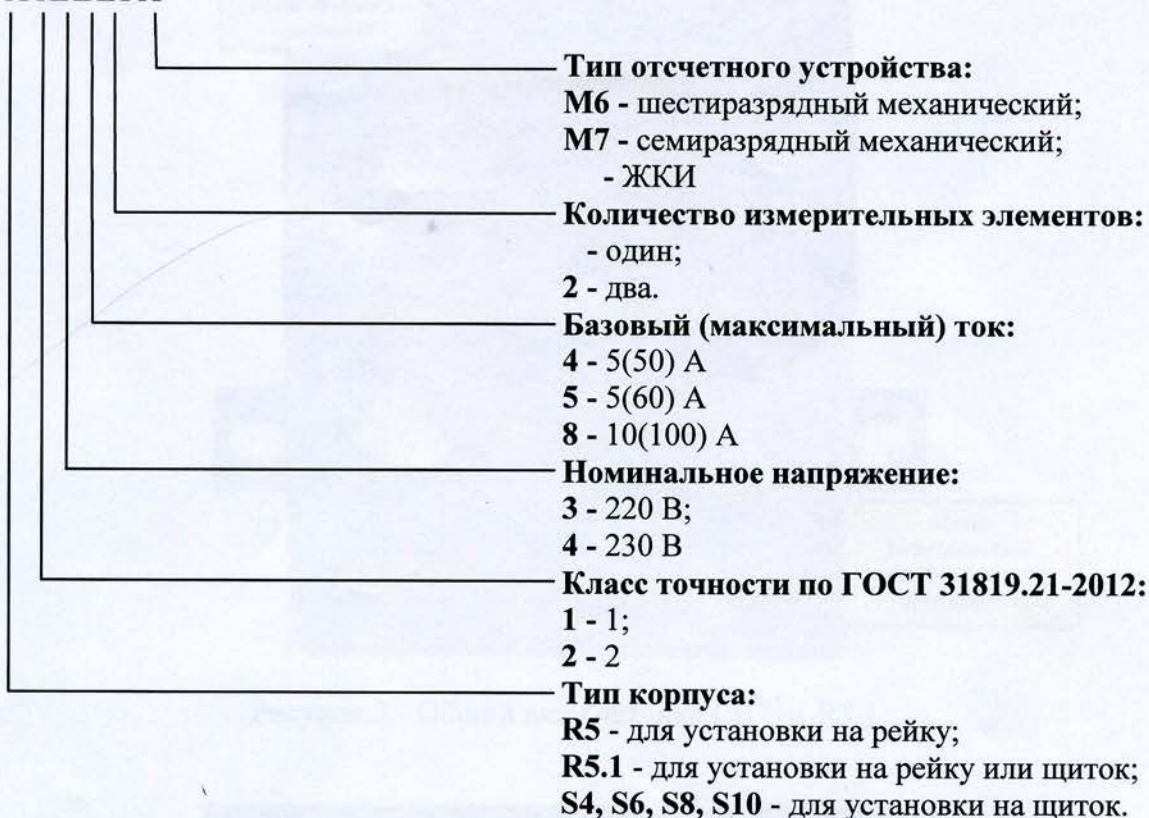 Тип отсчетного устройства:
М6 - шестиразрядный механический;
М7 - семиразрядный механический;
- ЖКИ
Количество измерительных элементов:
- один;
2 - два.
Базовый (максимальный) ток:
4 - 5(50) А
5 - 5(60) А
8 - 10(100) А
Номинальное напряжение:
3 - 220 В;
4 - 230 В
Класс точности по ГОСТ 31819.21-2012:
1 - 1;
2 - 2
Тип корпуса:
R5 - для установки на рейку;
R5.1 - для установки на рейку или щиток;
S4, S6, S8, S10 - для установки на щиток.